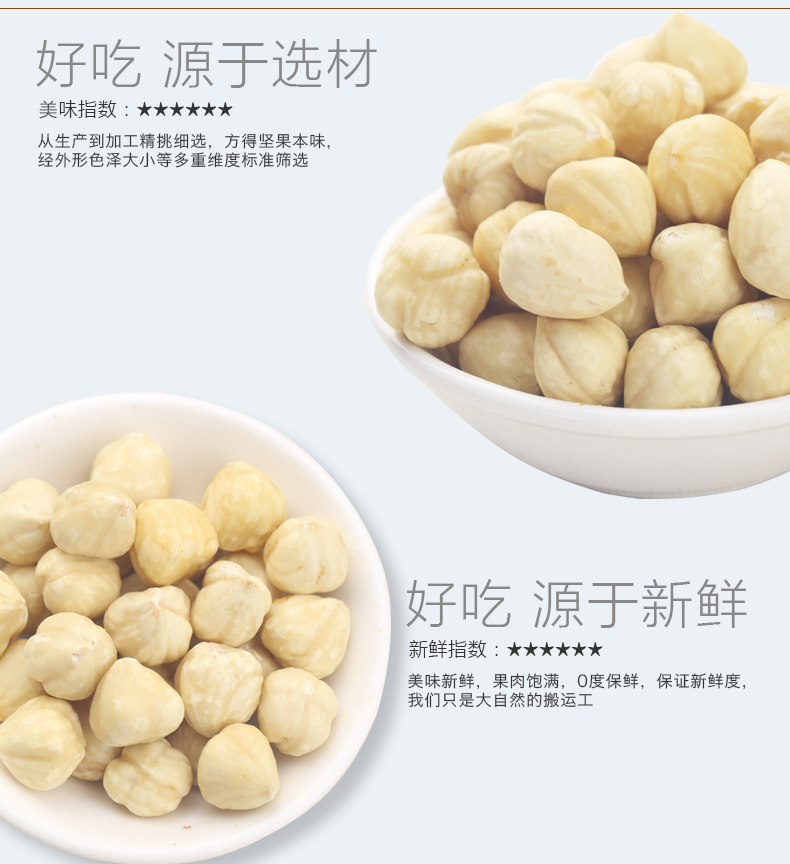 好吃 源于选材
美味指数：★★★★★★
从生产到加工精挑细选，方得坚果本味，
经外形色泽大小等多重维度标准筛选
好吃 源于新鲜
新鲜指数：★★★★★★
美味新鲜，果肉饱满，0度保鲜，保证新鲜度，
我们只是大自然的搬运工